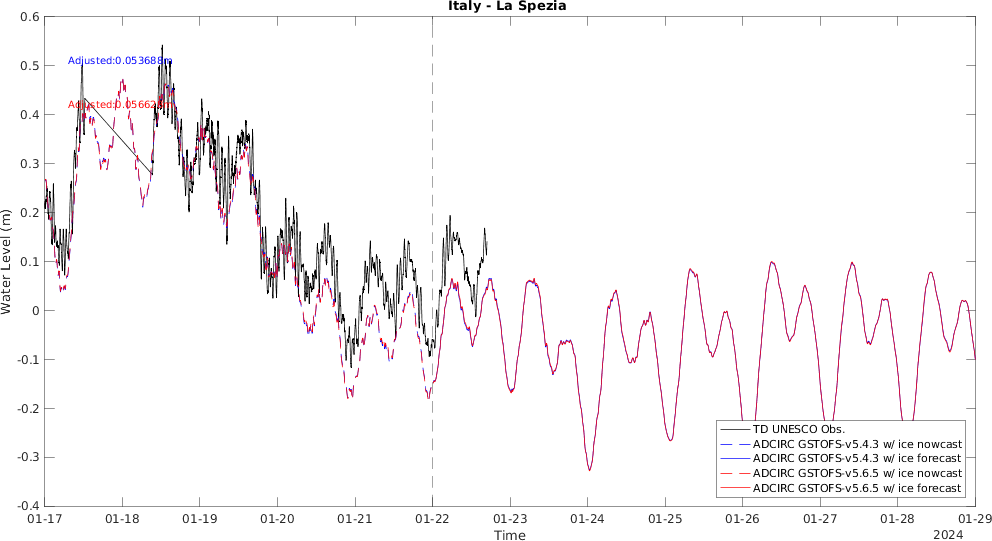 Italy - La Spezia
0.6
0.5
0.4
0.3
0.2
0.1
0
-0.1
-0.2
-0.3
-0.4
Water Level (m)
Adjusted:0.053688m
TD UNESCO Obs.
ADCIRC GSTOFS-v5.4.3 w/ ice nowcast
ADCIRC GSTOFS-v5.4.3 w/ ice forecast
ADCIRC GSTOFS-v5.6.5 w/ ice nowcast
ADCIRC GSTOFS-v5.6.5 w/ ice forecast
01-17 01-18 01-19 01-20 01-21 01-22 01-23 01-24 01-25 01-26 01-27 01-28 01-29
Time
2024